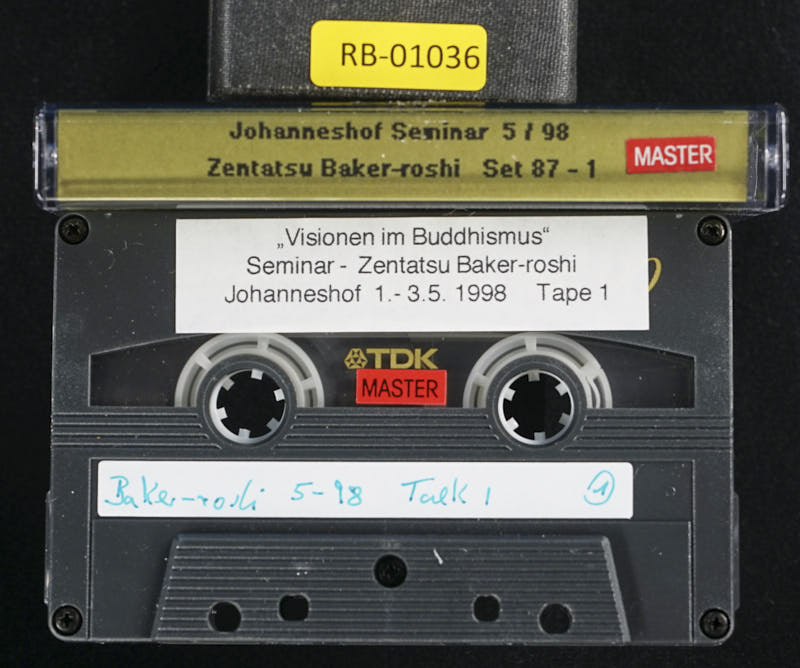 RB-01036
Johanneshof Seminar 5 / 98
Zentatsu Baker-roshi Set 87 - 1
MASTER
„Visionen im Buddhismus“
Seminar - Zentatsu Baker-roshi
Johanneshof 1.- 3.5. 1998 Tape 1
TDK
MASTER
Baker-roshi 5-98 Talk 1 1